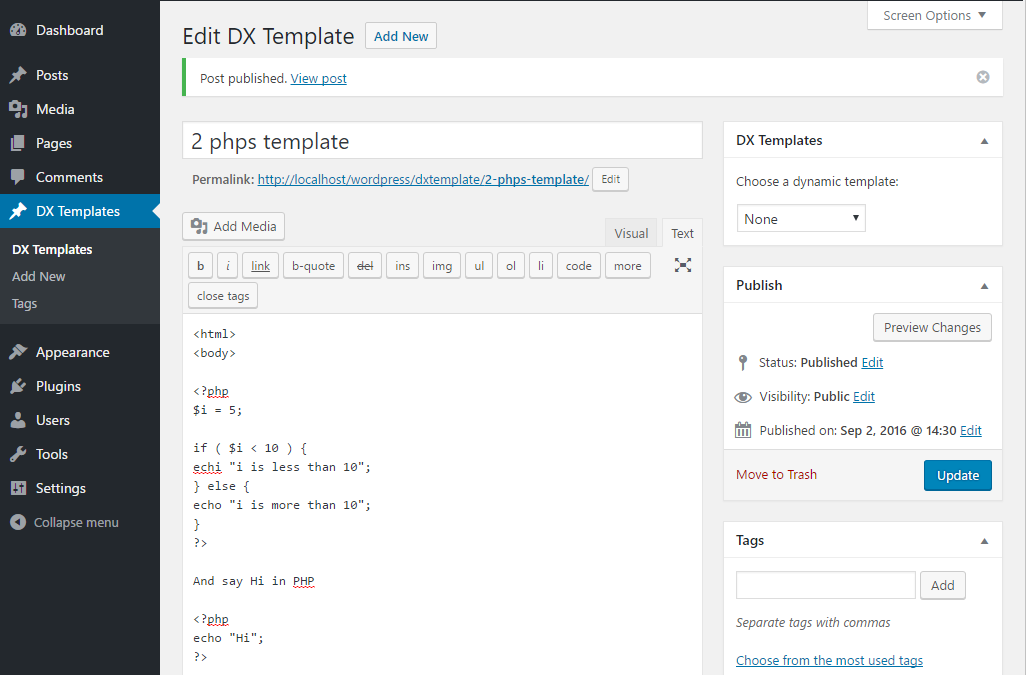 Dashboard
Posts
Media
Pages
Comments
DX Templates
DX Templates
Add New
Tags
Appearance
Plugins
Users
Tools
Settings
Collapse menu
Screen Options
Edit DX Template Add New
Post published. View post
2 phps template
Permalink: http://localhost/wordpress/dxtemplate/2-phps-template/ Edit
Add Media
Visual Text
b i link b-quote del ins img ul ol li code more
close tags
<html>
<body>
<?php
$i = 5;
if ( $i < 10 ) {
echi "i is less than 10";
} else {
echo "i is more than 10";
}
?>
And say Hi in PHP
<?php
echo "Hi";
?>
DX Templates
Choose a dynamic template:
None
Publish
Preview Changes
Status: Published Edit
Visibility: Public Edit
Published on: Sep 2, 2016 @ 14:30 Edit
Move to Trash Update
Tags
Add
Separate tags with commas
Choose from the most used tags